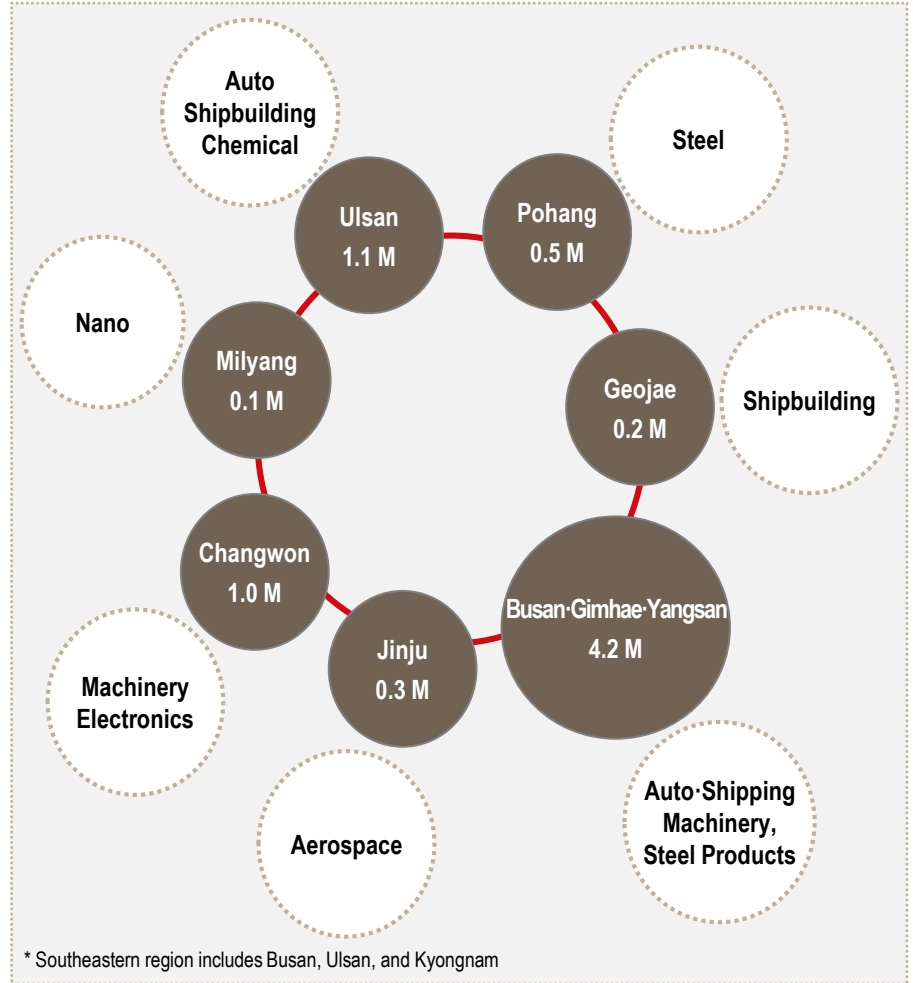 Auto
Shipbuilding
Chemical
Steel
Ulsan
1.1 M
Pohang
0.5 M
Nano
Milyang
0.1 M
Geojae
0.2 M
Shipbuilding
Changwon
1.0 M
Busan·Gimhae·Yangsan
4.2 M
Jinju
0.3 M
Machinery
Electronics
Aerospace
Auto·Shipping
Machinery,
Steel Products
* Southeastern region includes Busan, Ulsan, and Kyongnam